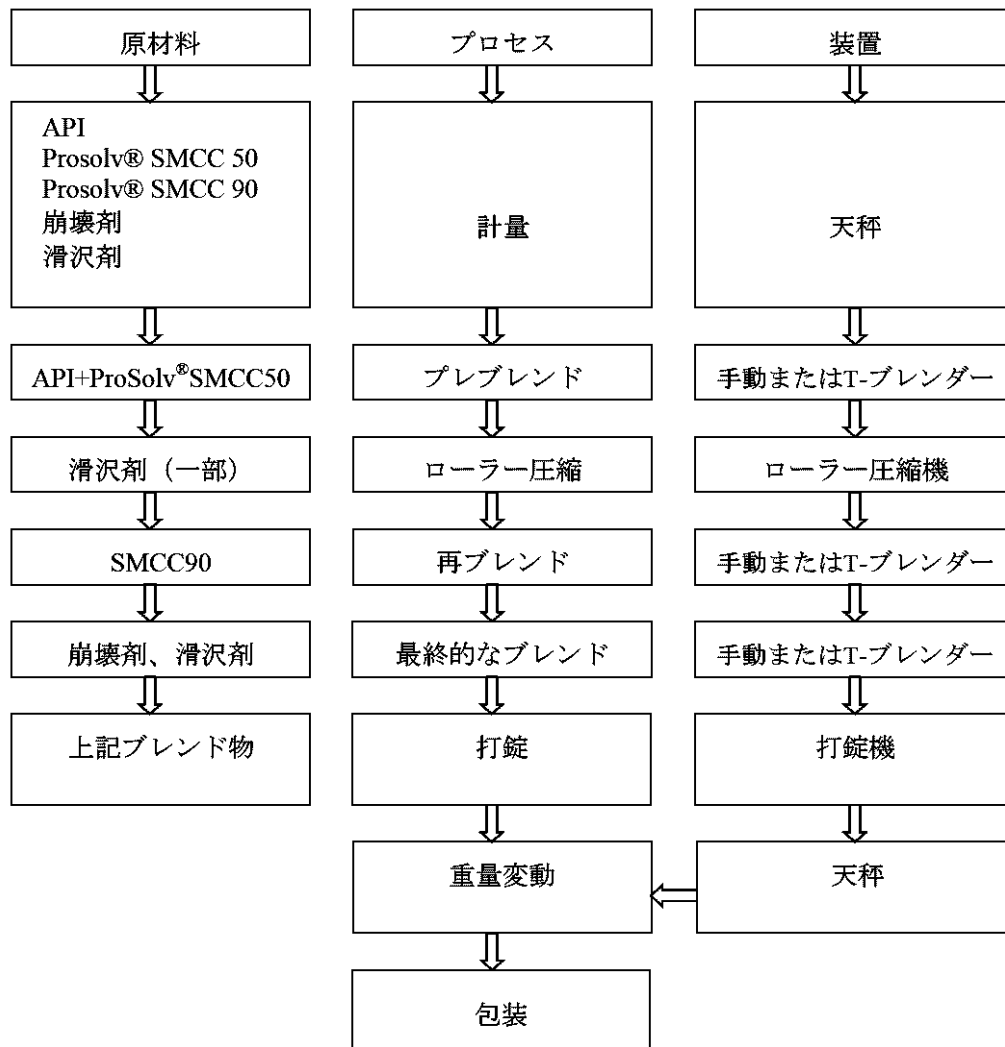 原材料
プロセス
装置
API
Prosolv® SMCC 50
Prosolv® SMCC 90
崩壊剤
滑沢剤
計量
天秤
API+ProSolv®SMCC50
プレブレンド
手動またはT-ブレンダー
滑沢剤（一部）
ローラー圧縮
ローラー圧縮機
SMCC90
再ブレンド
手動またはT-ブレンダー
崩壊剤、滑沢剤
最終的なブレンド
手動またはT-ブレンダー
上記ブレンド物
打錠
打錠機
重量変動
天秤
包装